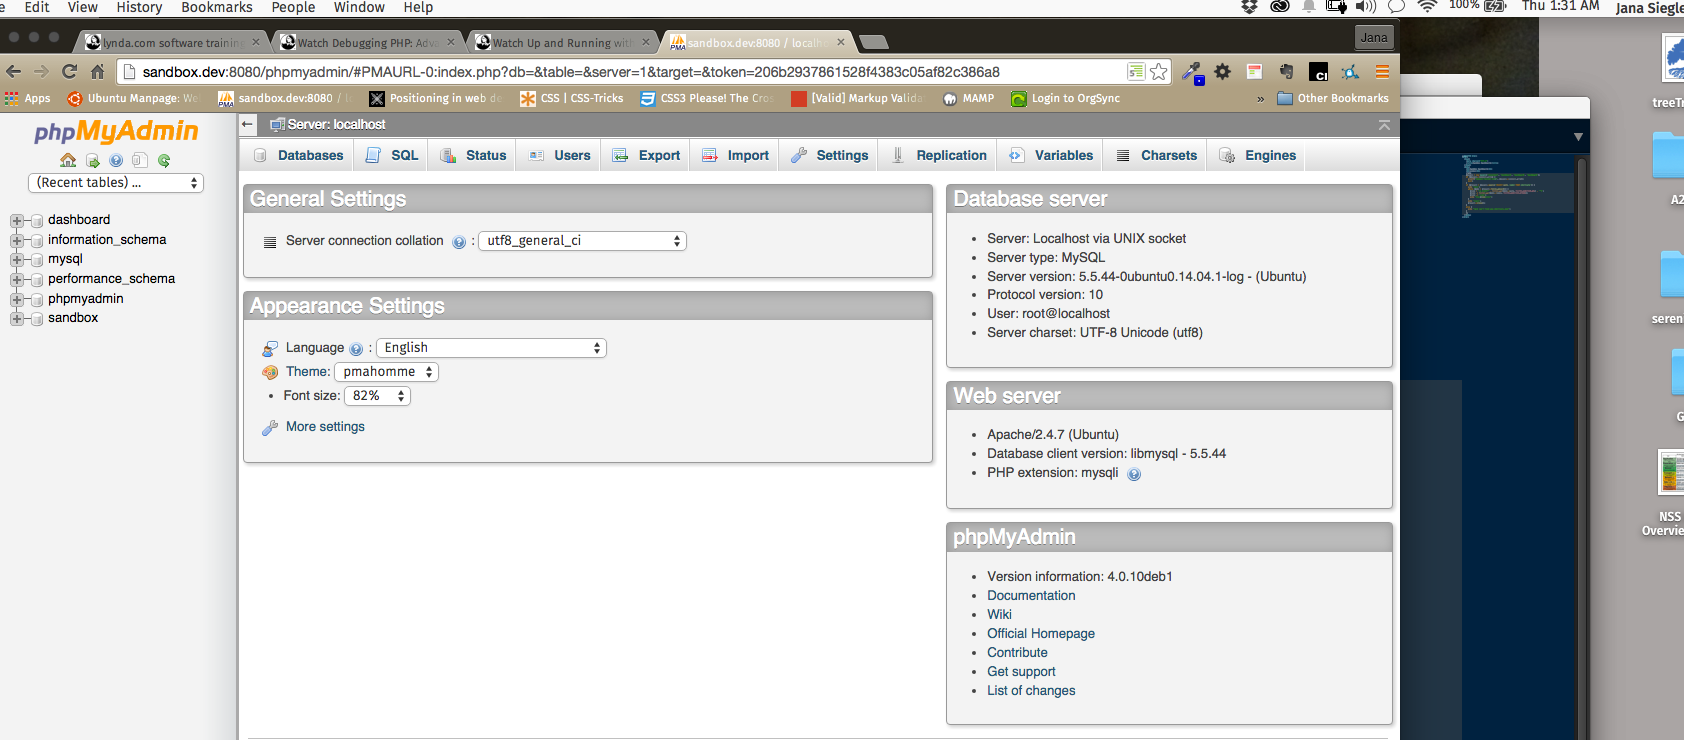 Edit View History Bookmarks People Window Help
100% Thu 1:31 AM Jana Siegle
lynda.com software training
Watch Debugging PHP: Adva
Watch Up and Running with
PMA sandbox.dev:8080 / localh
Jana
sandbox.dev:8080/phpmyadmin/#PMAURL-0:index.php?db=&table=&server=1&target=&token=206b2937861528f4383c05af82c386a8
Apps
Ubuntu Manpage: We
sandbox.dev:8080 / l
Positioning in web de
CSS | CSS-Tricks
CSS3 Please! The Cros
[Valid] Markup Valida
MAMP
Login to OrgSync
»
Other Bookmarks
phpMyAdmin
(Recent tables) ...
dashboard
information_schema
mysql
performance_schema
phpmyadmin
sandbox
Server: localhost
Databases SQL Status Users Export Import Settings Replication Variables Charsets Engines
General Settings
Server connection collation : utf8_general_ci
Appearance Settings
Language : English
Theme: pmahomme
Font size: 82%
More settings
Database server
Server: Localhost via UNIX socket
Server type: MySQL
Server version: 5.5.44-0ubuntu0.14.04.1-log - (Ubuntu)
Protocol version: 10
User: root@localhost
Server charset: UTF-8 Unicode (utf8)
Web server
Apache/2.4.7 (Ubuntu)
Database client version: libmysql - 5.5.44
PHP extension: mysqli
phpMyAdmin
Version information: 4.0.10deb1
Documentation
Wiki
Official Homepage
Contribute
Get support
List of changes
treeTr
A2
seren
G
NSS
Overvie